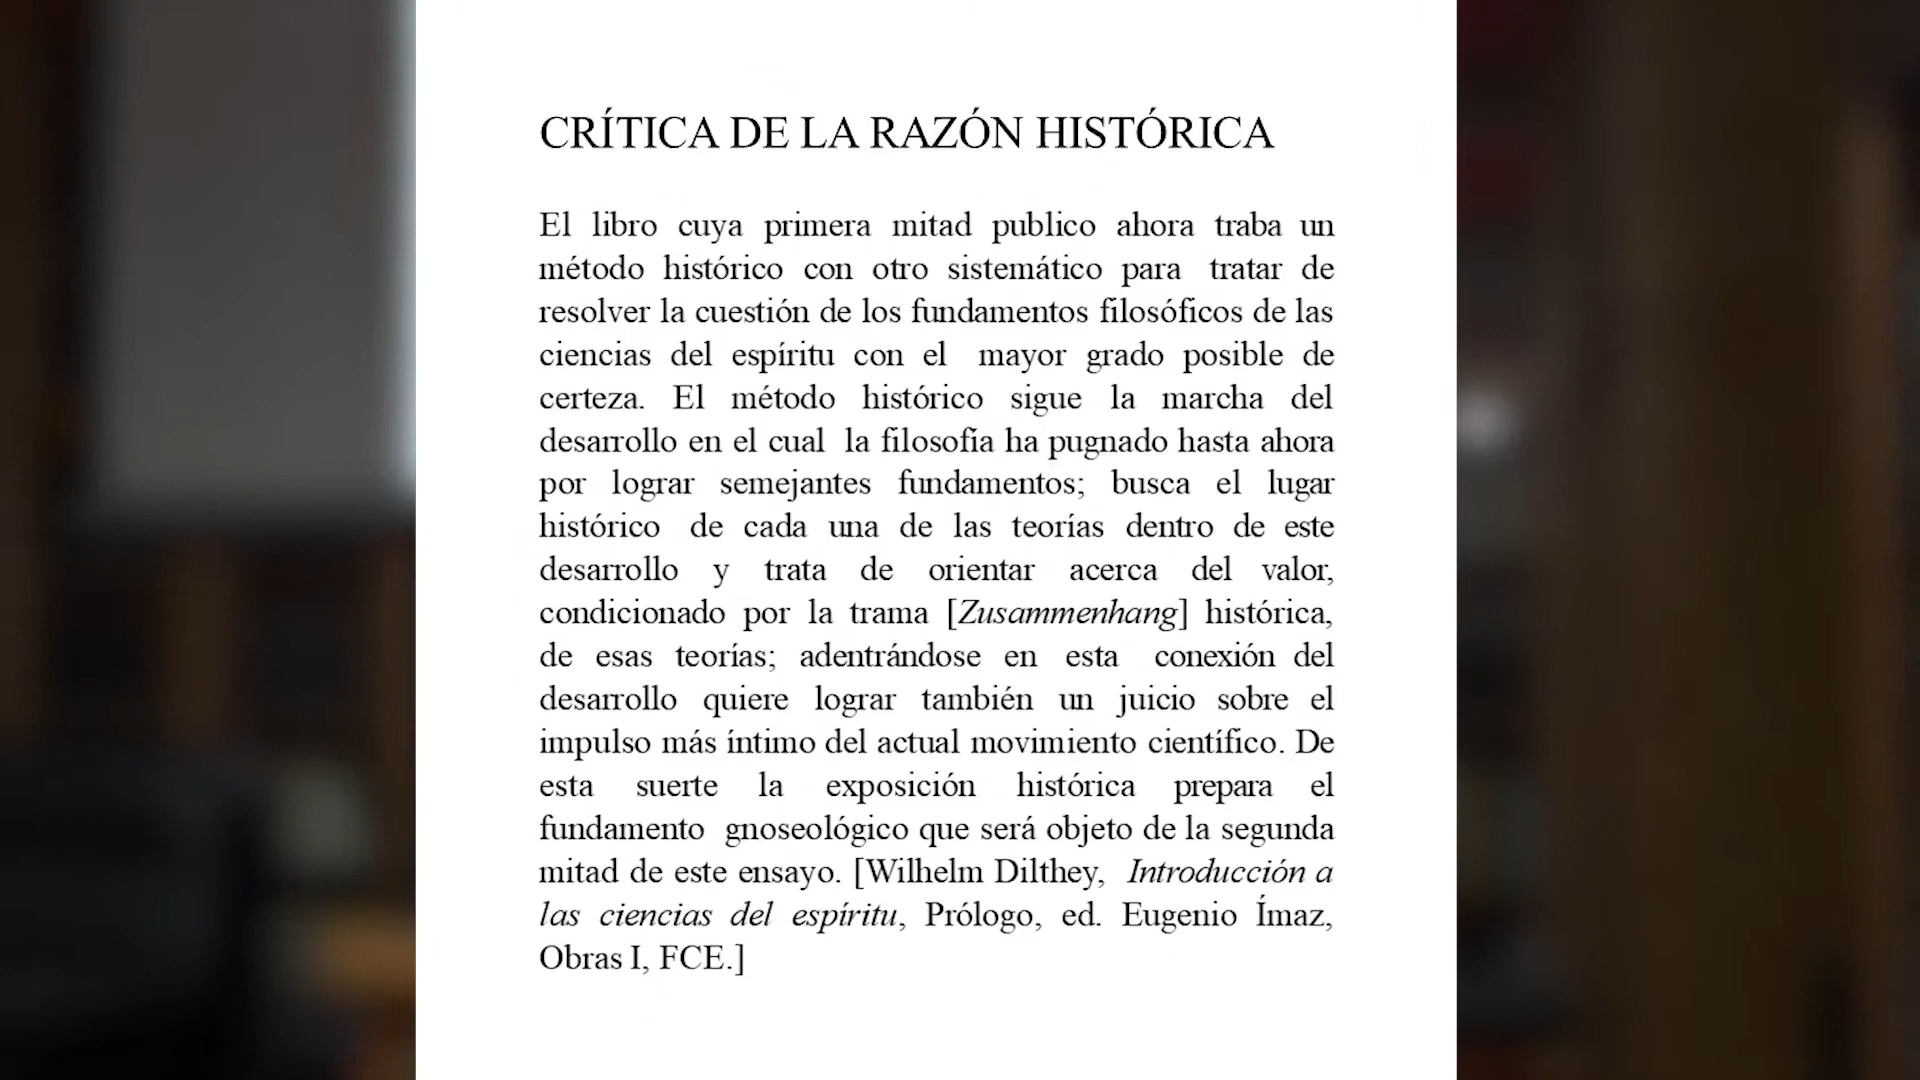 CRÍTICA DE LA RAZÓN HISTÓRICA
El libro cuya primera mitad publico ahora traba un
método histórico con otro sistemático para tratar de
resolver la cuestión de los fundamentos filosóficos de las
ciencias del espíritu con el mayor grado posible de
certeza. El método histórico sigue la marcha del
desarrollo en el cual la filosofía ha pugnado hasta ahora
por lograr semejantes fundamentos; busca el lugar
histórico de cada una de las teorías dentro de este
desarrollo y trata de orientar acerca del valor,
condicionado por la trama [Zusammenhang] histórica,
de esas teorías; adentrándose en esta conexión del
desarrollo quiere lograr también un juicio sobre el
impulso más íntimo del actual movimiento científico. De
esta suerte la exposición histórica prepara el
fundamento gnoseológico que será objeto de la segunda
mitad de este ensayo. [Wilhelm Dilthey, Introducción a
las ciencias del espíritu, Prólogo, ed. Eugenio Ímaz,
Obras I, FCE.]